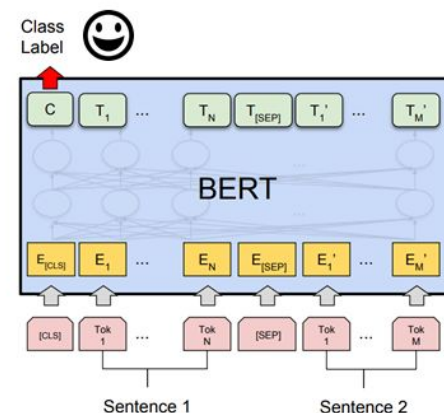 Class
Label
C T1 ... TN T[SEP] T1' ... TM'
BERT
E[CLS] E1 ... EN E[SEP] E1' ... EM'
[CLS] Tok 1 ... Tok N [SEP] Tok 1 ... Tok M
Sentence 1 Sentence 2